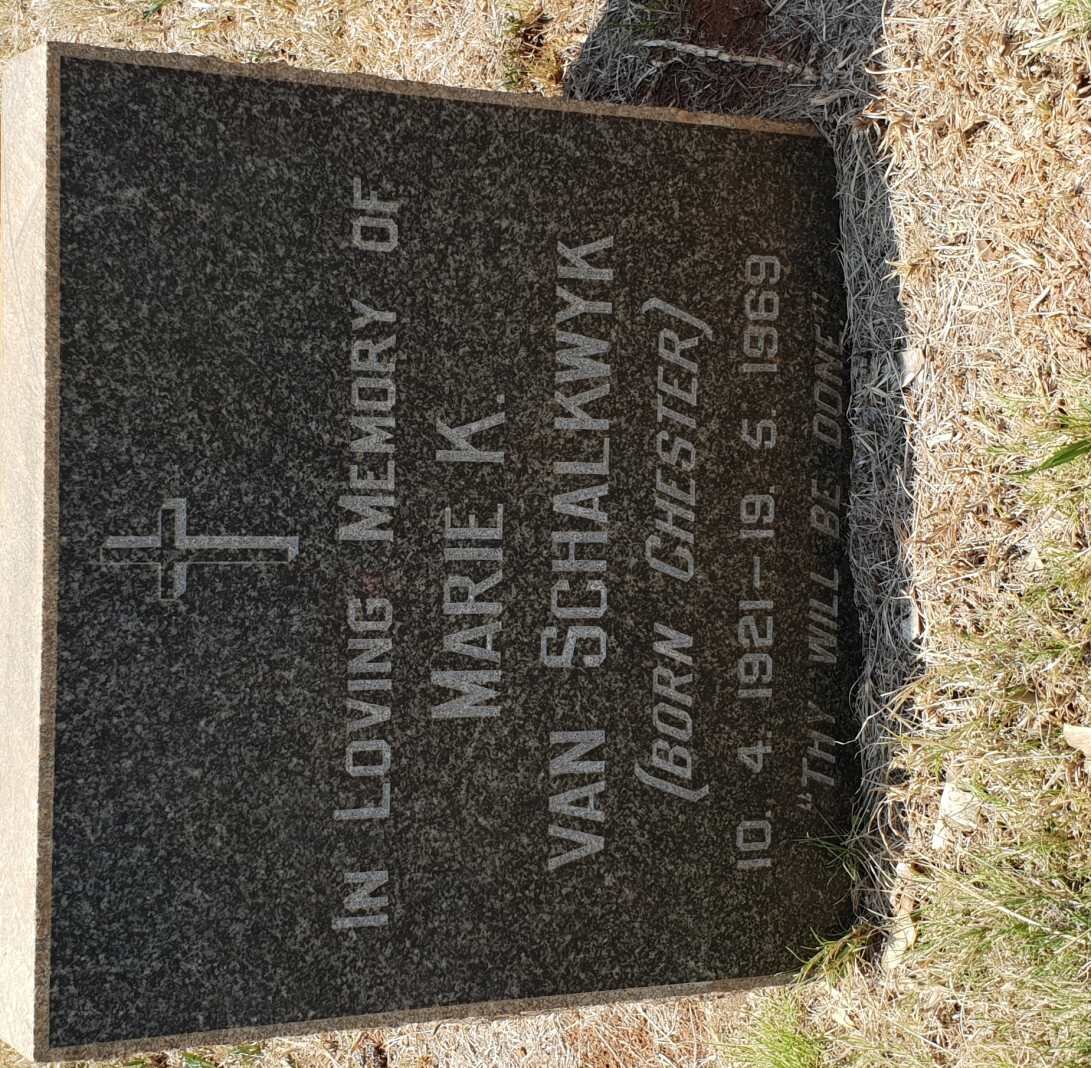 IN LOVING MEMORY OF
MARIE K.
VAN SCHALKWYK
(BORN CHESTER)
10. 4. 1921 – 19. 5. 1969
"THY WILL BE DONE"